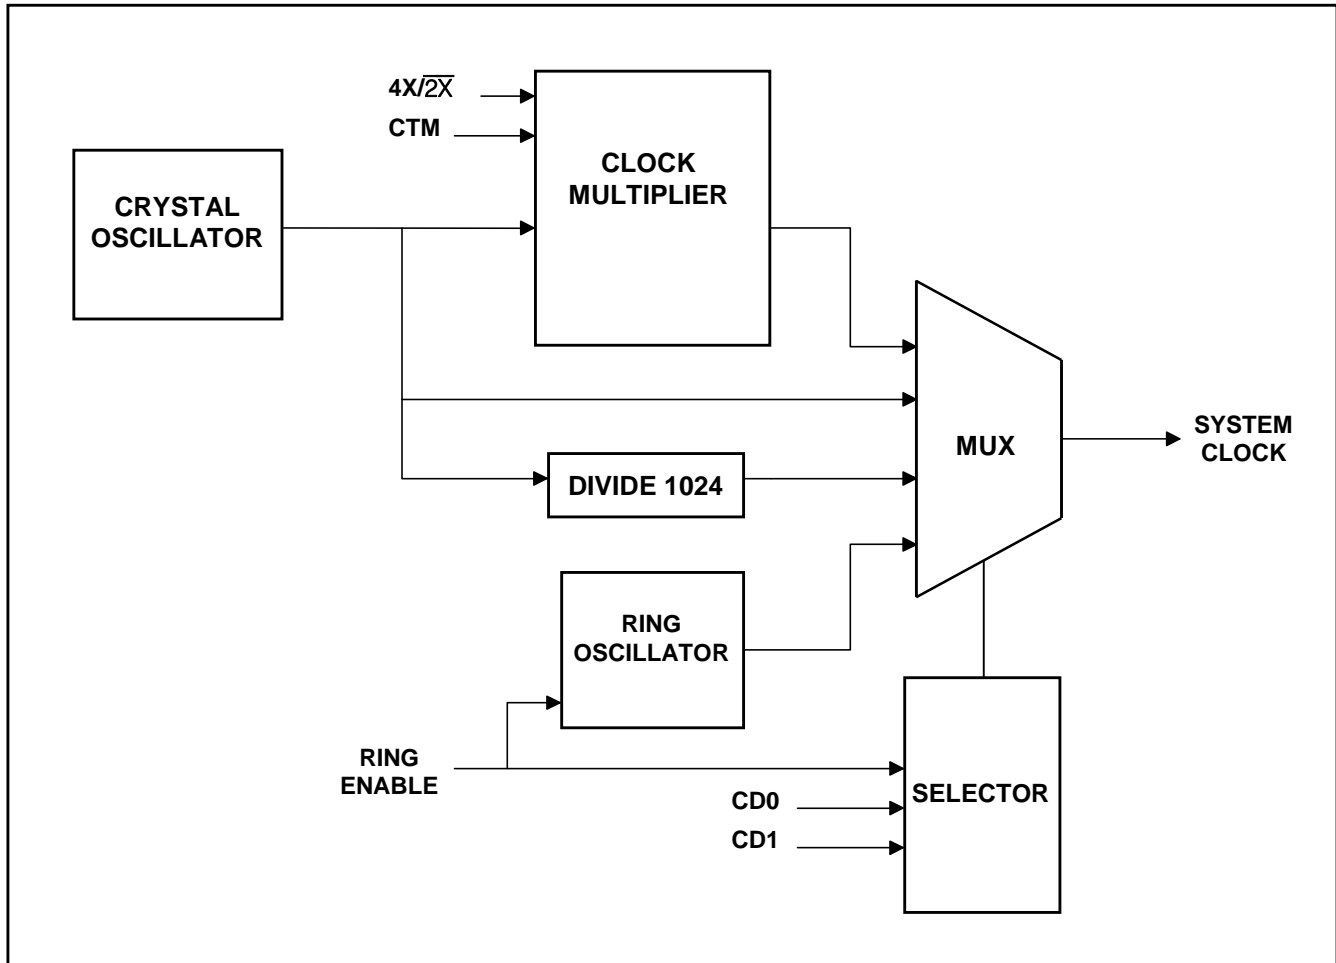 4X/2X
CTM
CLOCK
MULTIPLIER
CRYSTAL
OSCILLATOR
MUX
SYSTEM
CLOCK
DIVIDE 1024
RING
OSCILLATOR
RING
ENABLE
SELECTOR
CD0
CD1